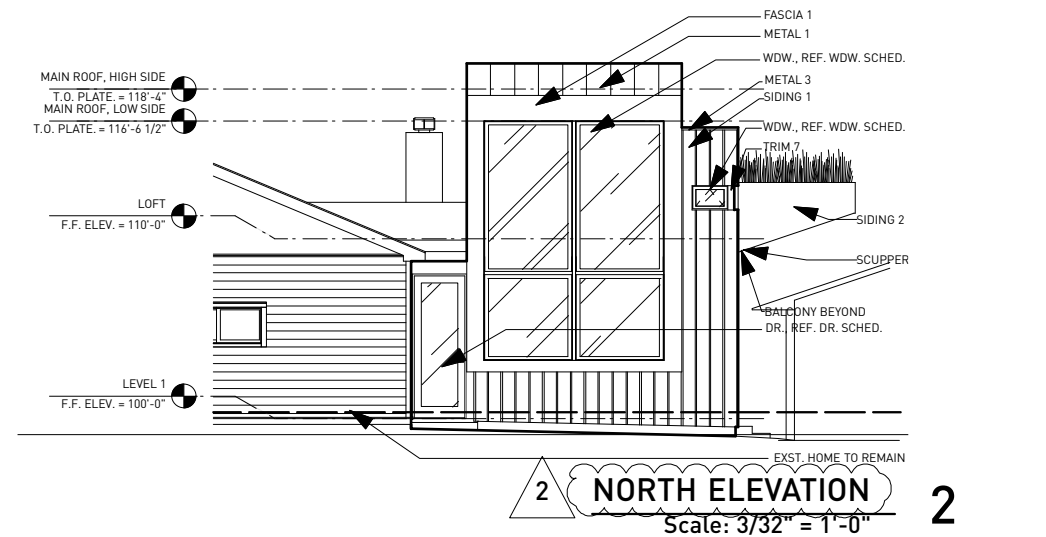 FASCIA 1
METAL 1
WDW., REF. WDW. SCHED.
METAL 3
SIDING 1
WDW., REF. WDW. SCHED.
TRIM 7
SIDING 2
SCUPPER
BALCONY BEYOND
DR., REF. DR. SCHED.
EXST. HOME TO REMAIN
MAIN ROOF, HIGH SIDE
T.O. PLATE. = 118'-4"
MAIN ROOF, LOW SIDE
T.O. PLATE. = 116'-6 1/2"
LOFT
F.F. ELEV. = 110'-0"
LEVEL 1
F.F. ELEV. = 100'-0"
2
NORTH ELEVATION
Scale: 3/32" = 1'-0"
2